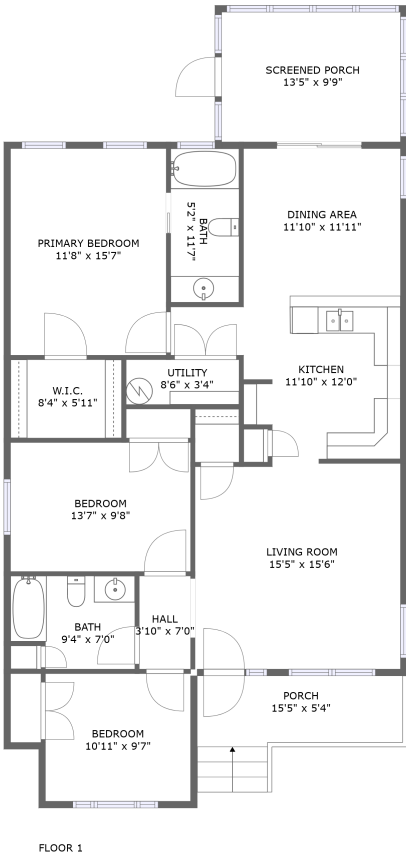 SCREENED PORCH
13'5" x 9'9"
BATH
5'2" x 11'7"
DINING AREA
11'10" x 11'11"
PRIMARY BEDROOM
11'8" x 15'7"
UTILITY
8'6" x 3'4"
KITCHEN
11'10" x 12'0"
W.I.C.
8'4" x 5'11"
BEDROOM
13'7" x 9'8"
LIVING ROOM
15'5" x 15'6"
HALL
3'10" x 7'0"
BATH
9'4" x 7'0"
PORCH
15'5" x 5'4"
BEDROOM
10'11" x 9'7"
FLOOR 1